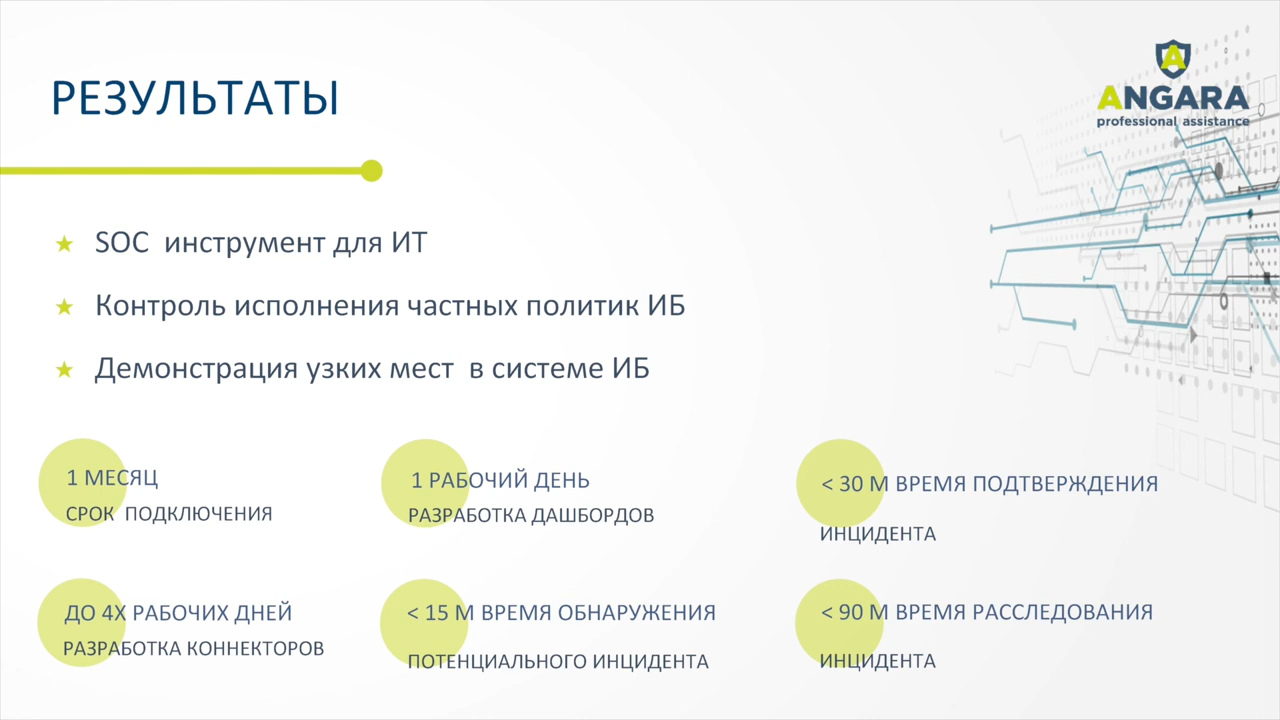 РЕЗУЛЬТАТЫ
ANGARA
professional assistance
SOC инструмент для ИТ
Контроль исполнения частных политик ИБ
Демонстрация узких мест в системе ИБ
1 МЕСЯЦ
СРОК ПОДКЛЮЧЕНИЯ
1 РАБОЧИЙ ДЕНЬ
РАЗРАБОТКА ДАШБОРДОВ
< 30 М ВРЕМЯ ПОДТВЕРЖДЕНИЯ
ИНЦИДЕНТА
ДО 4Х РАБОЧИХ ДНЕЙ
РАЗРАБОТКА КОННЕКТОРОВ
< 15 М ВРЕМЯ ОБНАРУЖЕНИЯ
ПОТЕНЦИАЛЬНОГО ИНЦИДЕНТА
< 90 М ВРЕМЯ РАССЛЕДОВАНИЯ
ИНЦИДЕНТА